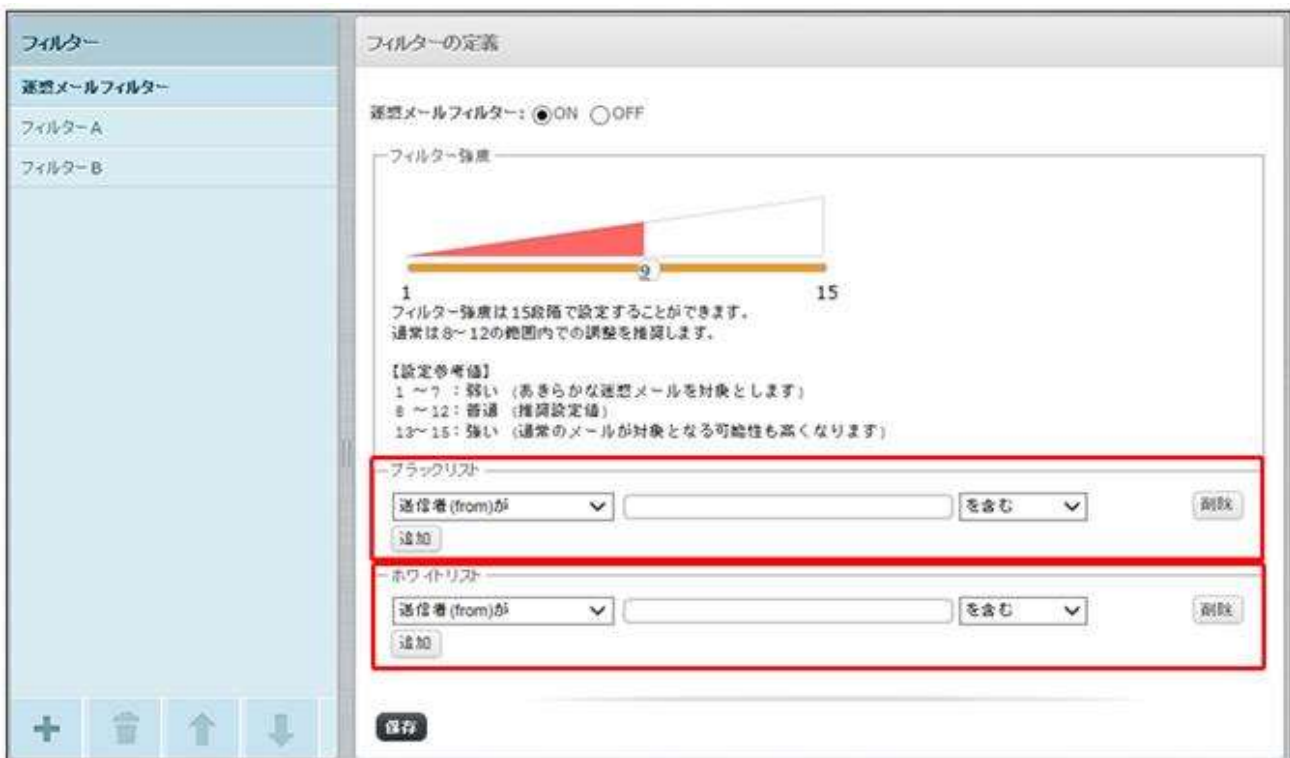 フィルター
迷惑メールフィルター
フィルターA
フィルターB
フィルターの定義
迷惑メールフィルター: ON OFF
フィルター強度
9
1 15
フィルター強度は15段階で設定することができます。
通常は8~12の範囲内での調整を推奨します。
【設定参考値】
1 ~7 : 弱い (あきらかな迷惑メールを対象とします)
8 ~12: 普通 (推奨設定値)
13~15: 強い (通常のメールが対象となる可能性も高くなります)
ブラックリスト
送信者(from)が を含む 削除
追加
ホワイトリスト
送信者(from)が を含む 削除
追加
保存